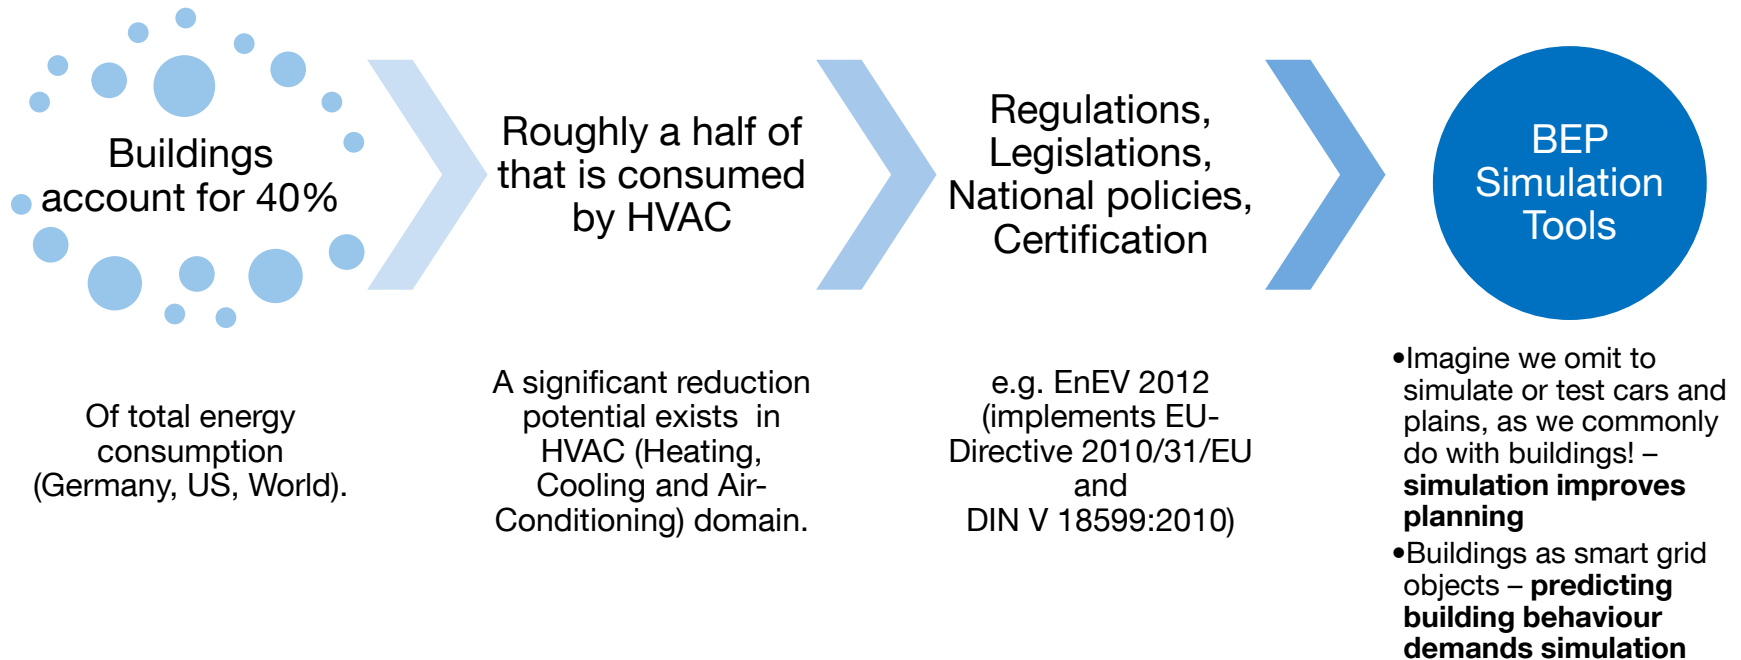 Buildings
account for 40%
Roughly a half of
that is consumed
by HVAC
Regulations,
Legislations,
National policies,
Certification
BEP
Simulation
Tools
Of total energy
consumption
(Germany, US, World).
A significant reduction
potential exists in
HVAC (Heating,
Cooling and Air-
Conditioning) domain.
e.g. EnEV 2012
(implements EU-
Directive 2010/31/EU
and
DIN V 18599:2010)
•Imagine we omit to
simulate or test cars and
plains, as we commonly
do with buildings! –
simulation improves
planning
•Buildings as smart grid
objects – predicting
building behaviour
demands simulation